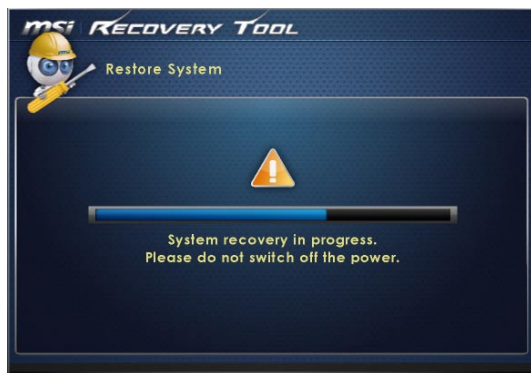 msi RECOVERY TOOL
Restore System
System recovery in progress.
Please do not switch off the power.